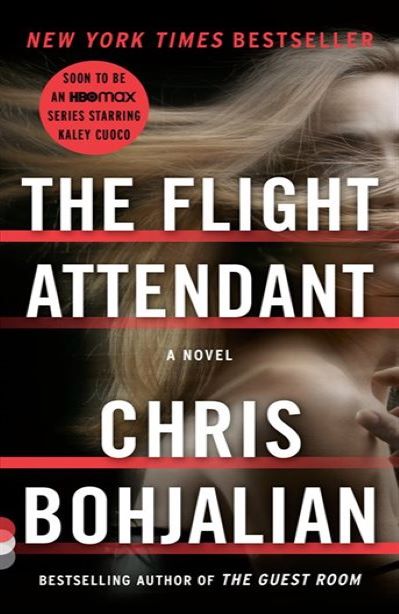 NEW YORK TIMES BESTSELLER
SOON TO BE
AN HBOMAX
SERIES STARRING
KALEY CUOCO
THE FLIGHT
ATTENDANT
A NOVEL
CHRIS
BOHJALIAN
BESTSELLING AUTHOR OF THE GUEST ROOM